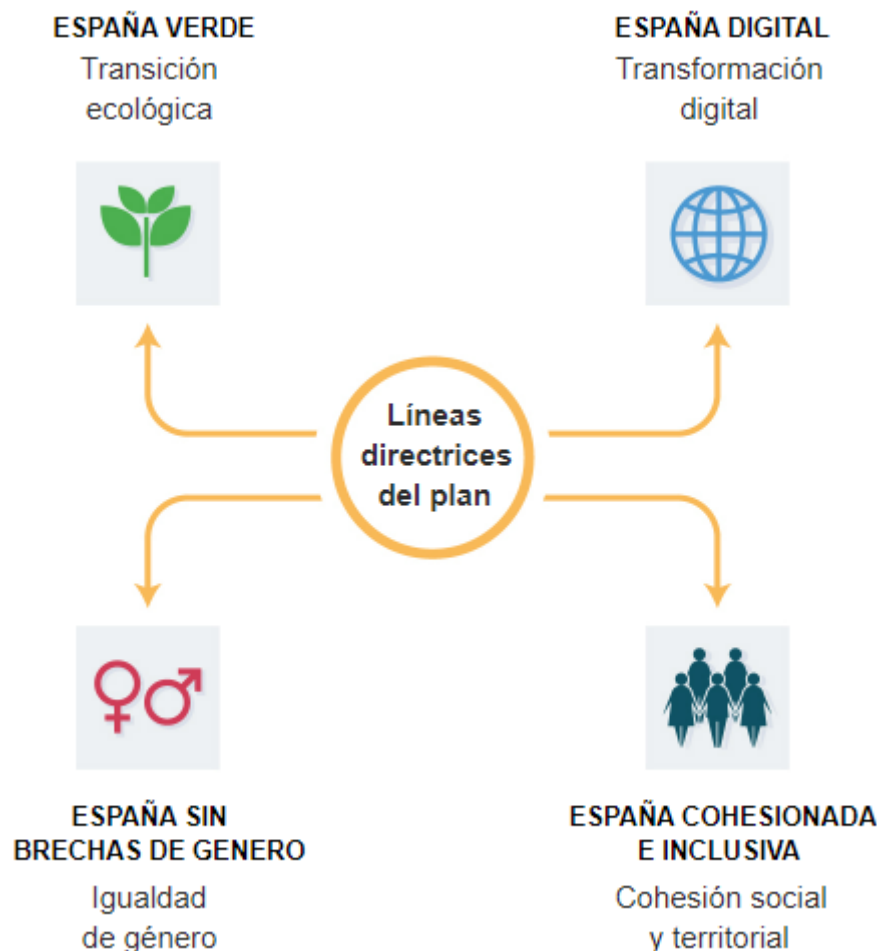 ESPAÑA VERDE
Transición
ecológica
ESPAÑA DIGITAL
Transformación
digital
Líneas
directrices
del plan
ESPAÑA SIN
BRECHAS DE GENERO
Igualdad
de género
ESPAÑA COHESIONADA
E INCLUSIVA
Cohesión social
y territorial